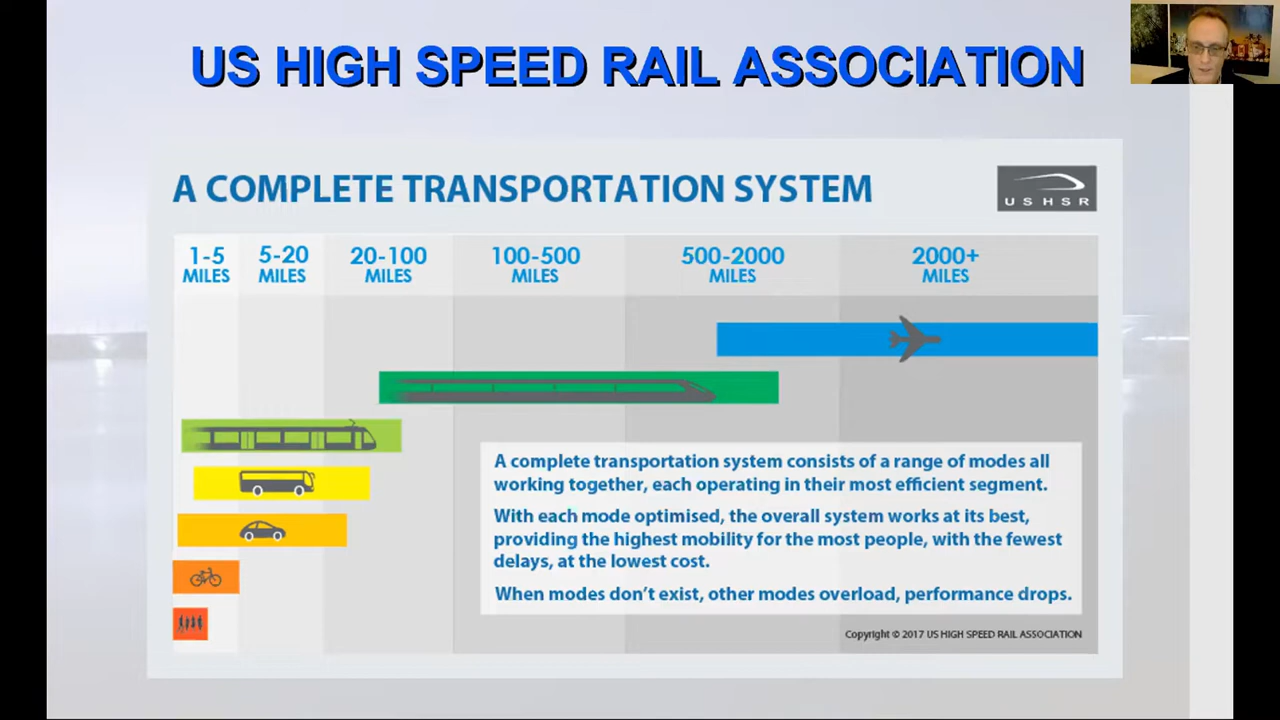 US HIGH SPEED RAIL ASSOCIATION
A COMPLETE TRANSPORTATION SYSTEM
USHSR
1-5 MILES
5-20 MILES
20-100 MILES
100-500 MILES
500-2000 MILES
2000+ MILES
A complete transportation system consists of a range of modes all
working together, each operating in their most efficient segment.
With each mode optimised, the overall system works at its best,
providing the highest mobility for the most people, with the fewest
delays, at the lowest cost.
When modes don't exist, other modes overload, performance drops.
Copyright © 2017 US HIGH SPEED RAIL ASSOCIATION